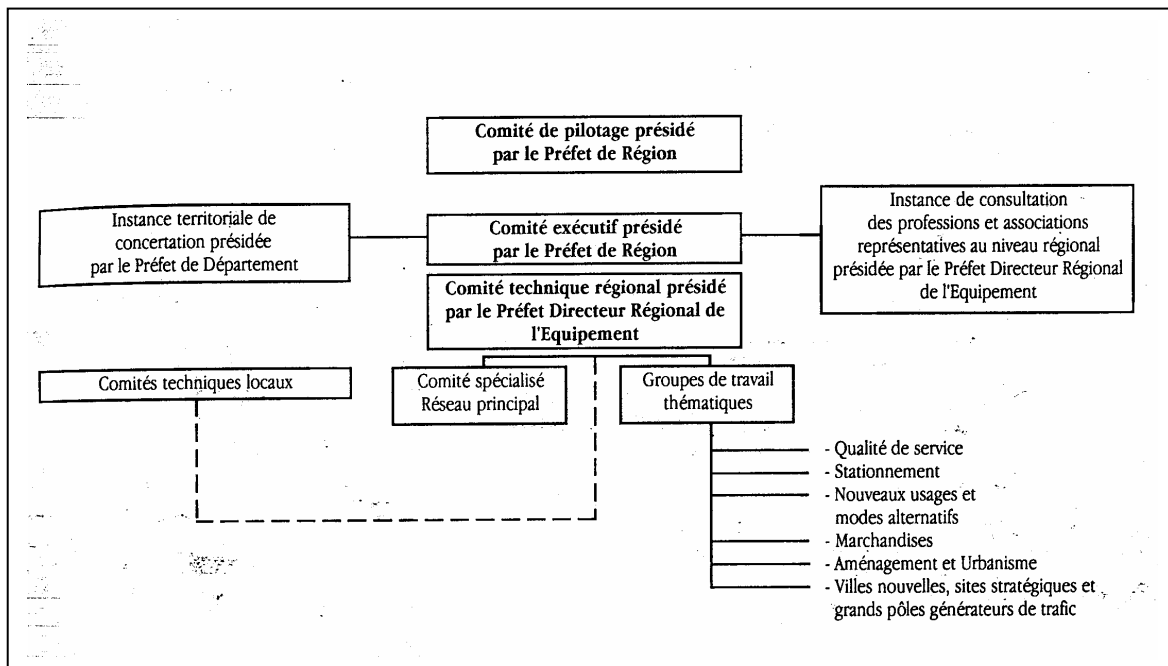 Comité de pilotage présidé
par le Préfet de Région
Instance territoriale de
concertation présidée
par le Préfet de Département
Comité exécutif présidé
par le Préfet de Région
Instance de consultation
des professions et associations
représentatives au niveau régional
présidée par le Préfet Directeur Régional
de l'Equipement
Comité technique régional présidé
par le Préfet Directeur Régional de
l'Equipement
Comités techniques locaux
Comité spécialisé
Réseau principal
Groupes de travail
thématiques
- Qualité de service
- Stationnement
- Nouveaux usages et
modes alternatifs
- Marchandises
- Aménagement et Urbanisme
- Villes nouvelles, sites stratégiques et
grands pôles générateurs de trafic